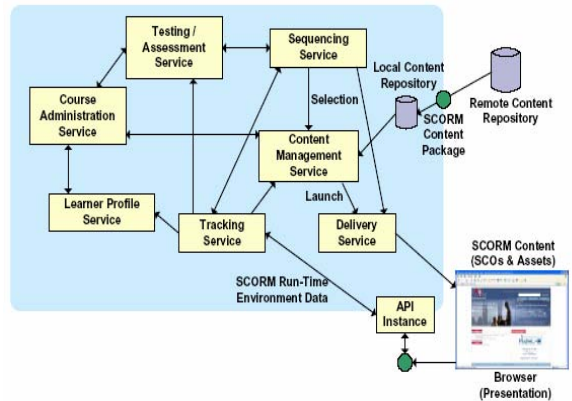 Testing /
Assessment
Service
Sequencing
Service
Local Content
Repository
Remote Content
Repository
SCORM
Content
Package
Course
Administration
Service
Selection
Content
Management
Service
Learner Profile
Service
Launch
Tracking
Service
Delivery
Service
SCORM Content
(SCOs & Assets)
SCORM Run-Time
Environment Data
API
Instance
Browser
(Presentation)